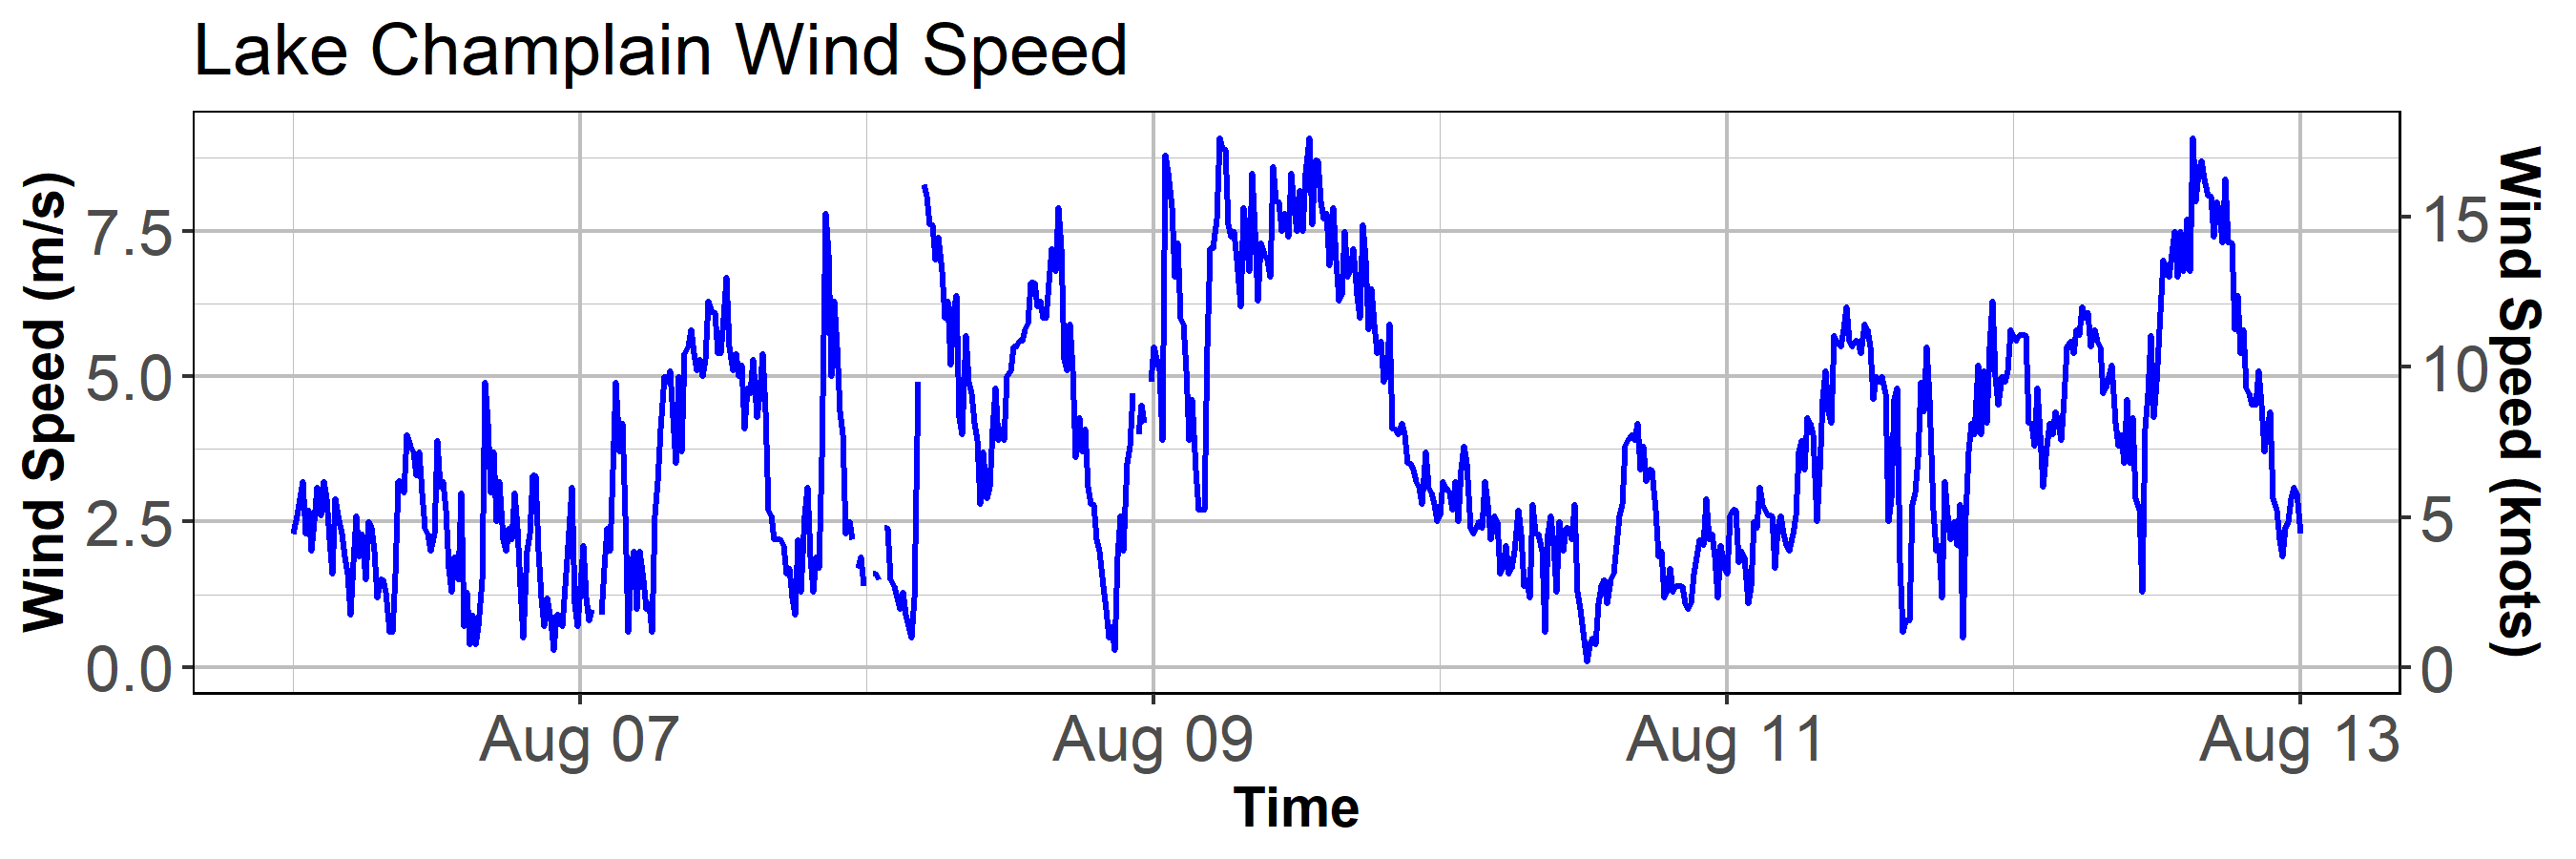 Lake Champlain Wind Speed
Wind Speed (m/s)
7.5
5.0
2.5
0.0
15
10
5
0
Wind Speed (knots)
Aug 07
Aug 09
Aug 11
Aug 13
Time